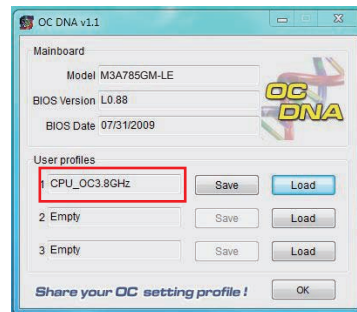 OC DNA v1.1
Mainboard
Model M3A785GM-LE
BIOS Version L0.88
BIOS Date 07/31/2009
OC
DNA
User profiles
1 CPU_OC3.8GHz Save Load
2 Empty Save Load
3 Empty Save Load
Share your OC setting profile! OK